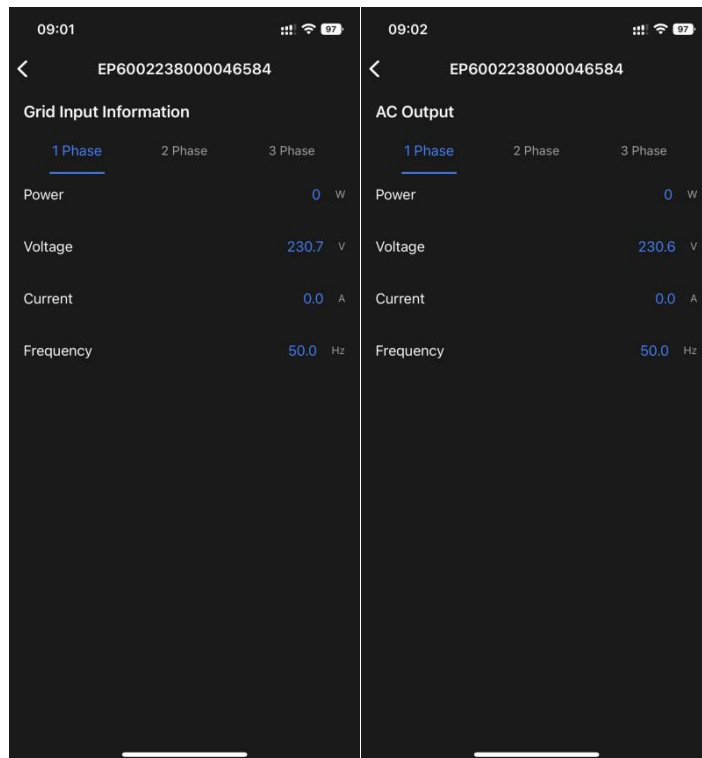 09:01
97
EP6002238000046584
Grid Input Information
1 Phase 2 Phase 3 Phase
Power 0 W
Voltage 230.7 V
Current 0.0 A
Frequency 50.0 Hz
09:02
97
EP6002238000046584
AC Output
1 Phase 2 Phase 3 Phase
Power 0 W
Voltage 230.6 V
Current 0.0 A
Frequency 50.0 Hz